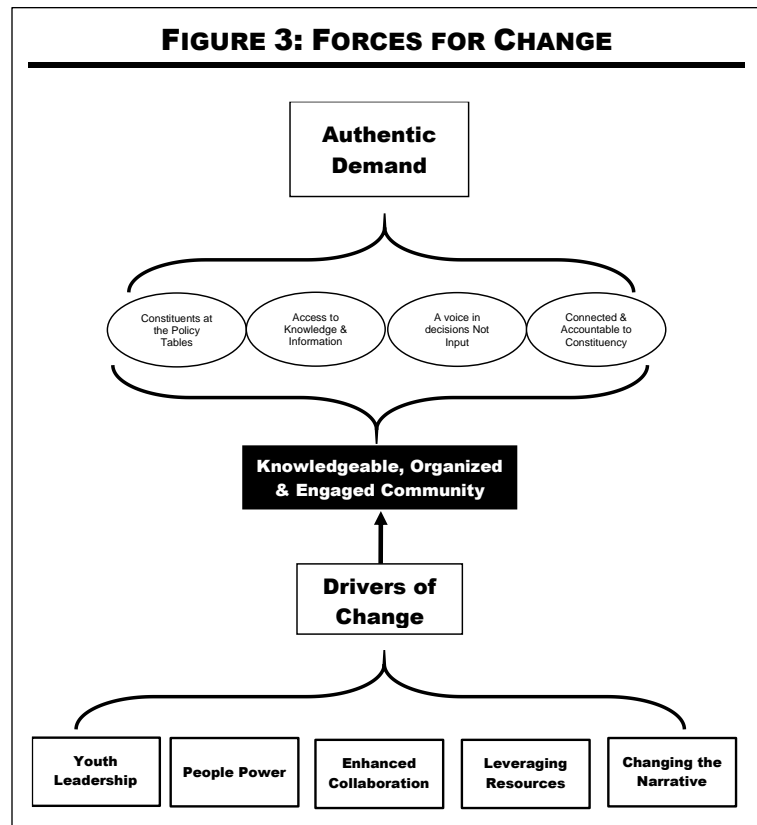 FIGURE 3: FORCES FOR CHANGE
Authentic
Demand
Constituents at
the Policy
Tables
Access to
Knowledge &
Information
A voice in
decisions Not
Input
Connected &
Accountable to
Constituency
Knowledgeable, Organized
& Engaged Community
Drivers of
Change
Youth
Leadership
People Power
Enhanced
Collaboration
Leveraging
Resources
Changing the
Narrative